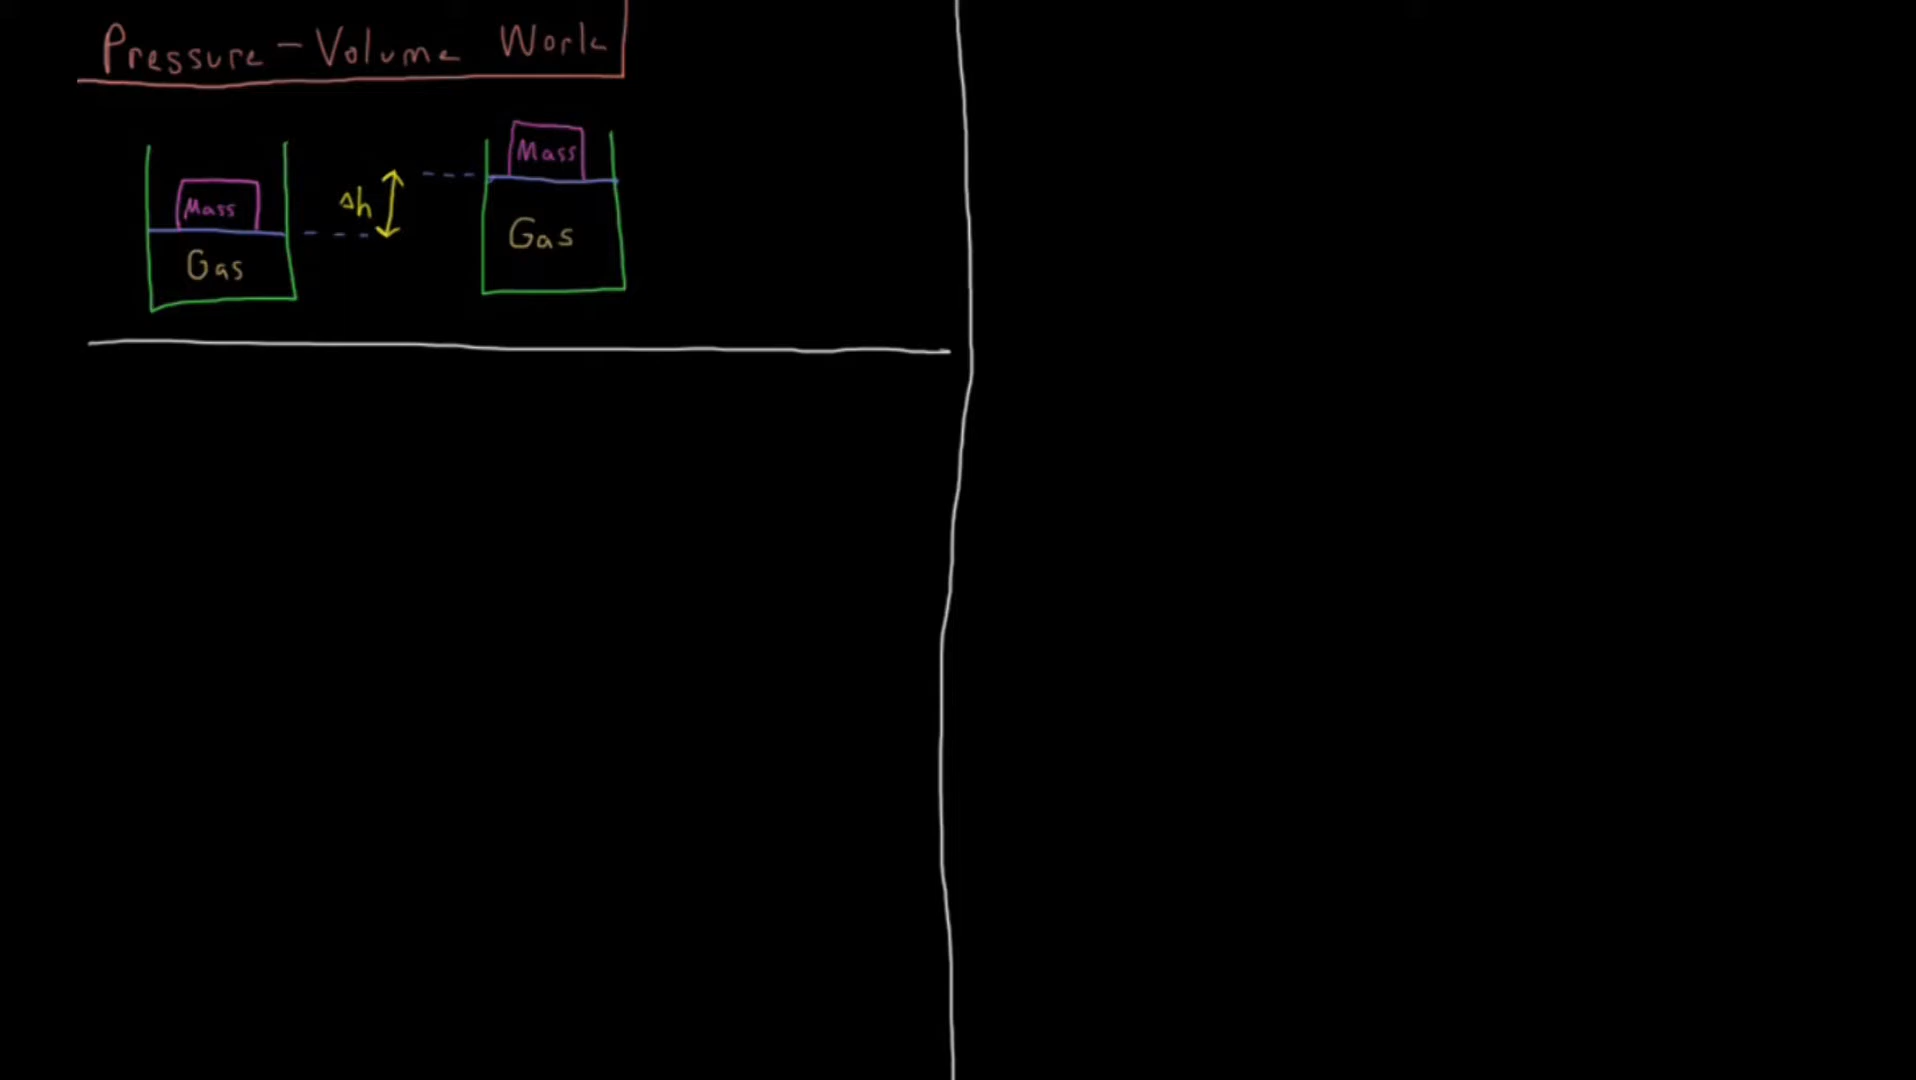 Pressure - Volume Work
Mass
Gas
Δh
Mass
Gas